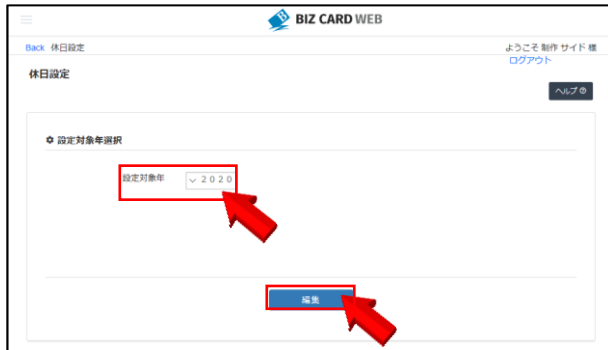 BIZ CARD WEB
Back 休日設定
ようこそ 制作 サイド 様
ログアウト
休日設定
ヘルプ
設定対象年選択
設定対象年
2020
編集